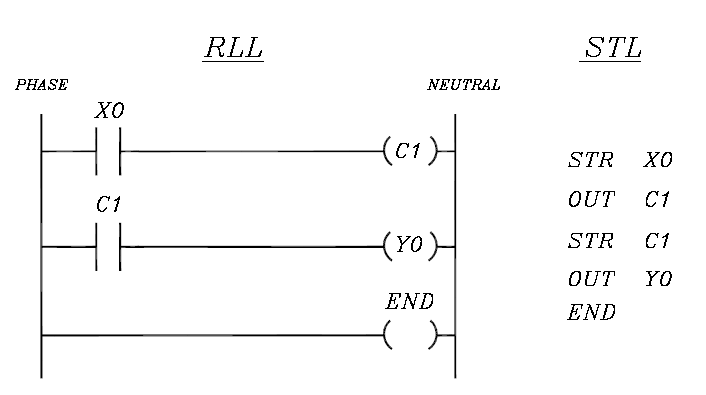 RLL
STL
PHASE
NEUTRAL
X0
(C1)
C1
(Y0)
END
( )
STR X0
OUT C1
STR C1
OUT Y0
END